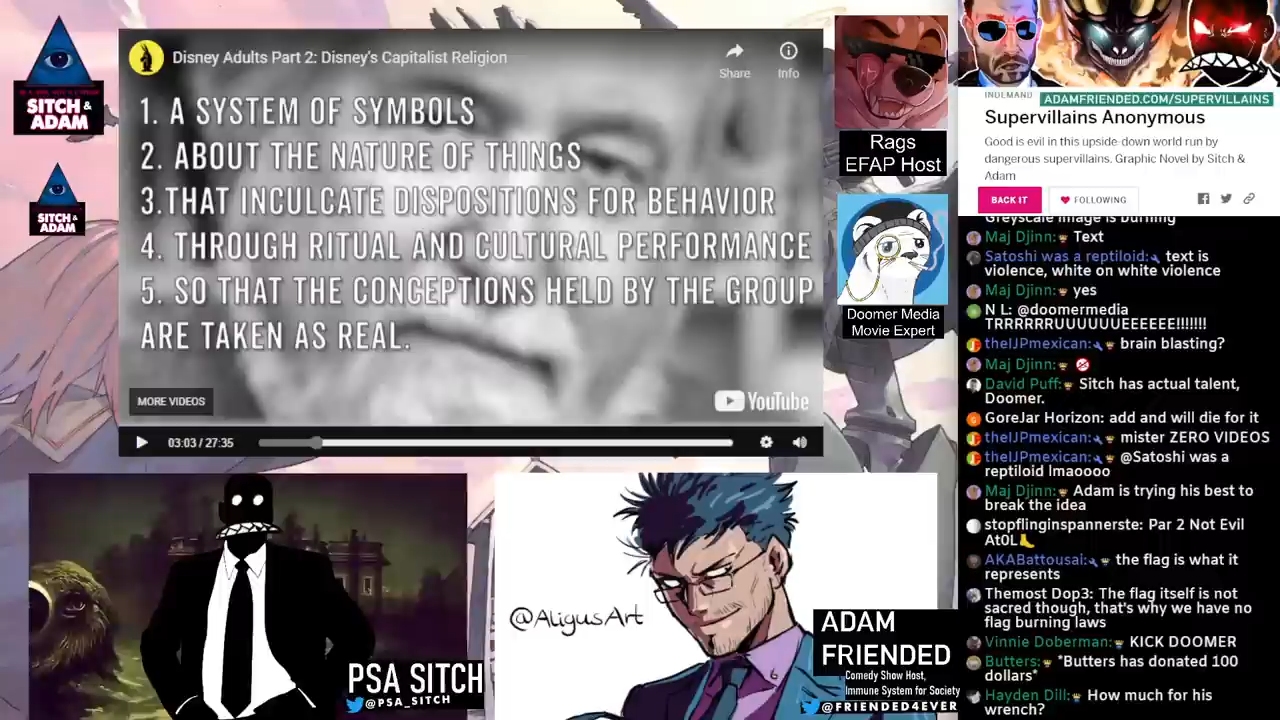 SITCH &
ADAM
SITCH &
ADAM
Disney Adults Part 2: Disney's Capitalist Religion
Share
Info
1. A SYSTEM OF SYMBOLS
2. ABOUT THE NATURE OF THINGS
3.THAT INCULCATE DISPOSITIONS FOR BEHAVIOR
4. THROUGH RITUAL AND CULTURAL PERFORMANCE
5. SO THAT THE CONCEPTIONS HELD BY THE GROUP
ARE TAKEN AS REAL.
MORE VIDEOS
YouTube
03:03 / 27:35
Rags
EFAP Host
Doomer Media
Movie Expert
@AligusArt
PSA SITCH
@PSA_SITCH
ADAM
FRIENDED
Comedy Show Host,
Immune System for Society
@FRIENDED4EVER
INDEMAND
ADAMFRIENDED.COM/SUPERVILLAINS
Supervillains Anonymous
Good is evil in this upside-down world run by
dangerous supervillains. Graphic Novel by Sitch &
Adam
BACK IT
FOLLOWING
Greyscale image is burning
Maj Djinn: Text
Satoshi was a reptiloid: text is
violence, white on white violence
Maj Djinn: yes
N L: @doomermedia
TRRRRRUUUUUUEEEEEE!!!!!!!
theIJPmexican: brain blasting?
Maj Djinn:
David Puff: Sitch has actual talent,
Doomer.
GoreJar Horizon: add and will die for it
theIJPmexican: mister ZERO VIDEOS
theIJPmexican: @Satoshi was a
reptiloid lmaoooo
Maj Djinn: Adam is trying his best to
break the idea
stopflinginspannerste: Par 2 Not Evil
At0L
AKABattousai: the flag is what it
represents
Themost Dop3: The flag itself is not
sacred though, that's why we have no
flag burning laws
Vinnie Doberman: KICK DOOMER
Butters: *Butters has donated 100
dollars*
Hayden Dill: How much for his
wrench?